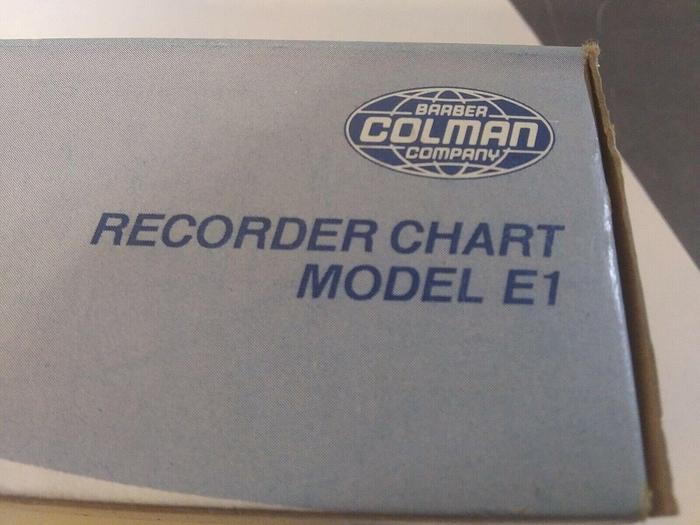 BARBER
COLMAN
COMPANY
RECORDER CHART
MODEL E1